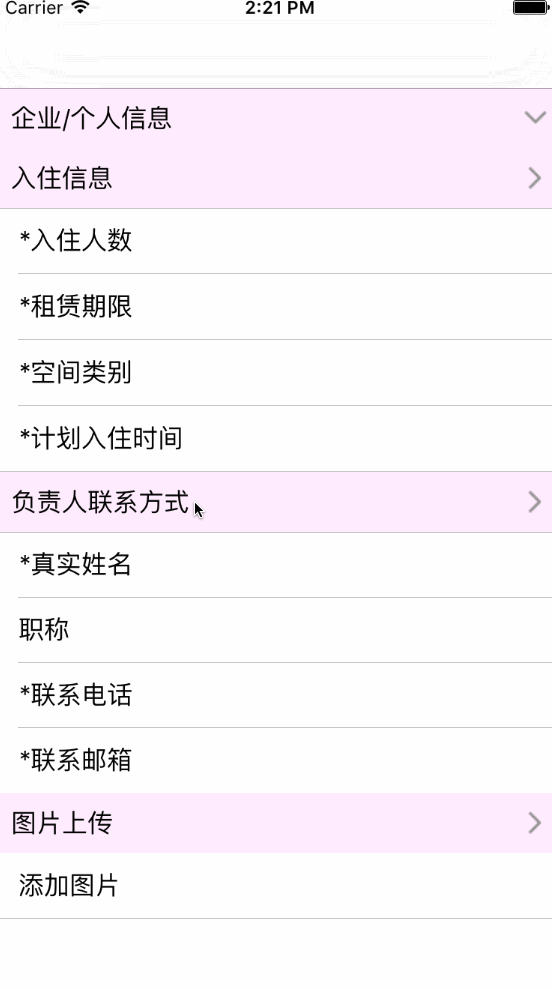 Carrier 2:21 PM
企业/个人信息
入住信息
*入住人数
*租赁期限
*空间类别
*计划入住时间
负责人联系方式
*真实姓名
职称
*联系电话
*联系邮箱
图片上传
添加图片